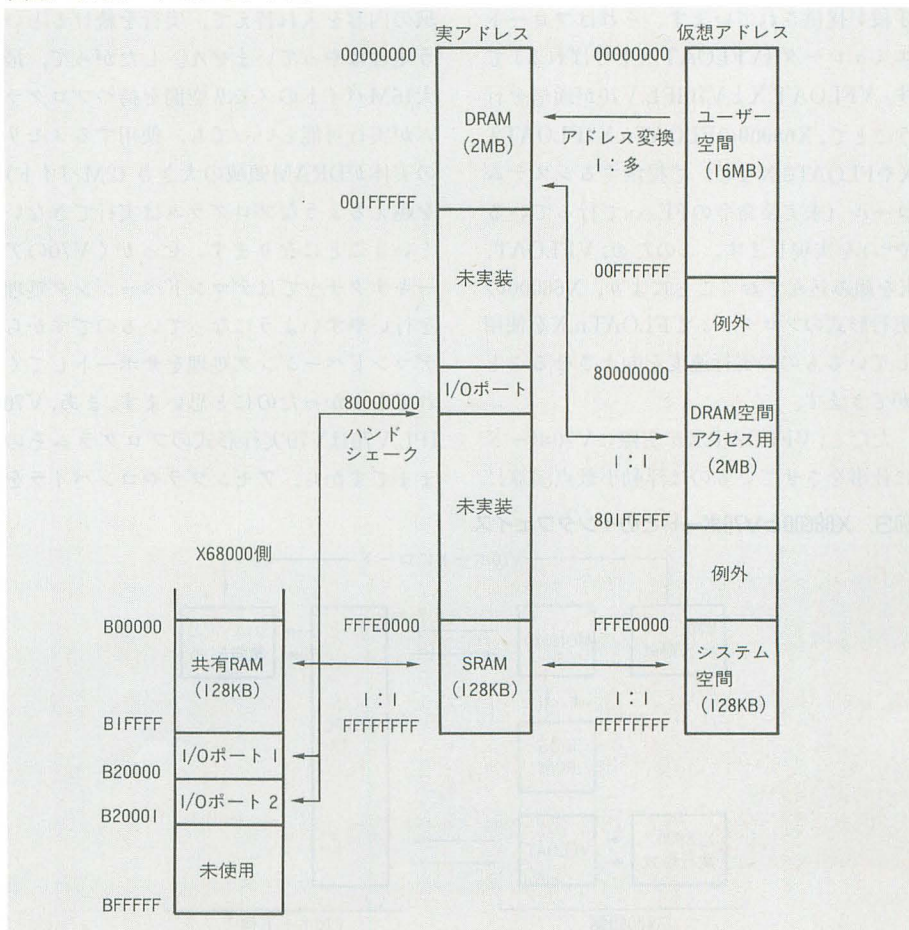 実アドレス
00000000
DRAM
(2MB)
001FFFFF
未実装
I/Oポート
80000000
ハンド
シェーク
未実装
FFFE0000
SRAM
(128KB)
1:1
FFFFFFFF
仮想アドレス
00000000
ユーザー
空間
(16MB)
アドレス変換
1:多
00FFFFFF
例外
80000000
DRAM空間
アクセス用
(2MB)
1:1
801FFFFF
例外
FFFE0000
システム
空間
(128KB)
1:1
FFFFFFFF
X68000側
B00000
共有RAM
(128KB)
B1FFFF
I/Oポート 1
B20000
I/Oポート 2
B20001
未使用
BFFFFF